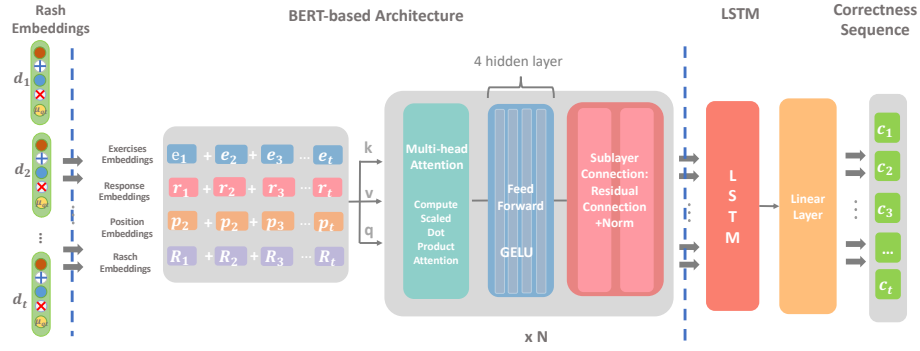 Rash
Embeddings
BERT-based Architecture
LSTM
Correctness
Sequence
d1
d2
...
dt
4 hidden layer
Exercises
Embeddings
e1 + e2 + e3 ... et
Response
Embeddings
r1 + r2 + r3 ... rt
Position
Embeddings
p2 + p2 + p3 ... pt
Rasch
Embeddings
R1 + R2 + R3 ... Rt
k
v
q
Multi-head
Attention
Compute
Scaled
Dot
Product
Attention
Feed
Forward
GELU
Sublayer
Connection:
Residual
Connection
+Norm
x N
L
S
T
M
Linear
Layer
c1
c2
c3
...
ct